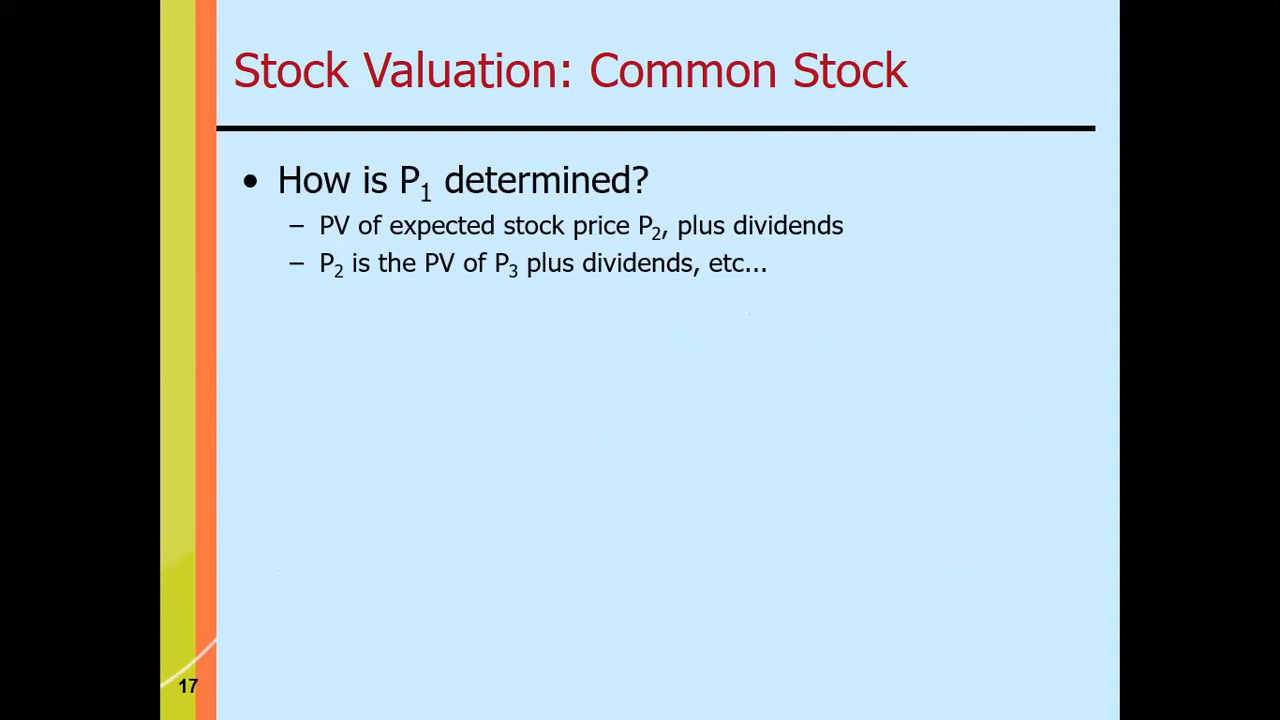 Stock Valuation: Common Stock
• How is P₁ determined?
– PV of expected stock price P₂, plus dividends
– P₂ is the PV of P₃ plus dividends, etc...
17